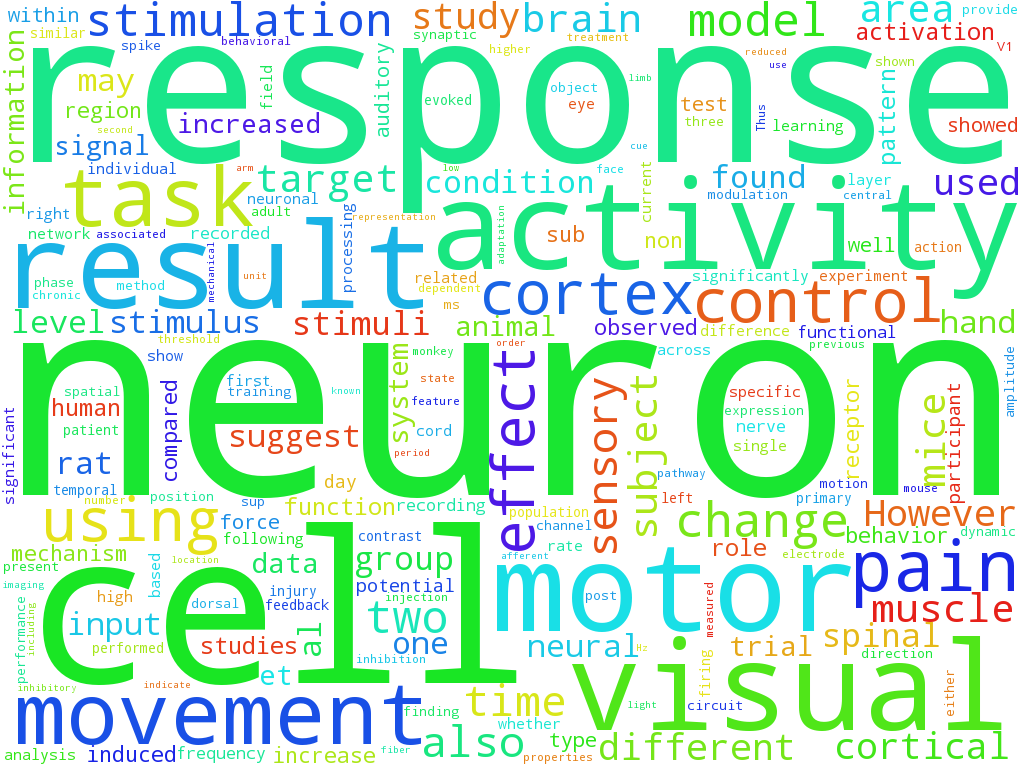 within stimulation study brain model area provide
similar spike behavioral synaptic higher treatment reduced activation V1
response
information may region field auditory evoked object eye limb use test three Thus learning shown pattern showed
second increased
signal individual arm task target neuronal low condition cue face found layer used
right adult representation current modulation central
network associated recorded processing activity adaptation sub non well action
result mechanical unit related dependent ms significantly experiment
phase chronic method cortex control
level stimulus stimuli animal observed difference functional hand
threshold show monkey order across previous
neuron
spatial human patient first training known system state feature effect specific expression nerve single amplitude
significant compared suggest cord period sensory subject receptor mice participant
rat temporal pathway left motion mouse primary
number position sup day function recording population channel
using force following contrast rate change However behavior dynamic
mechanism present imaging based location data group afferent role electrode
cell
high dorsal injury feedback potential injection motor post pain muscle
performance including input performed studies al two one inhibition neural measured trial spinal
et Hz direction
inhibitory indicate movement finding time visual firing light circuit either
whether
analysis induced frequency increase fiber also type properties different cortical